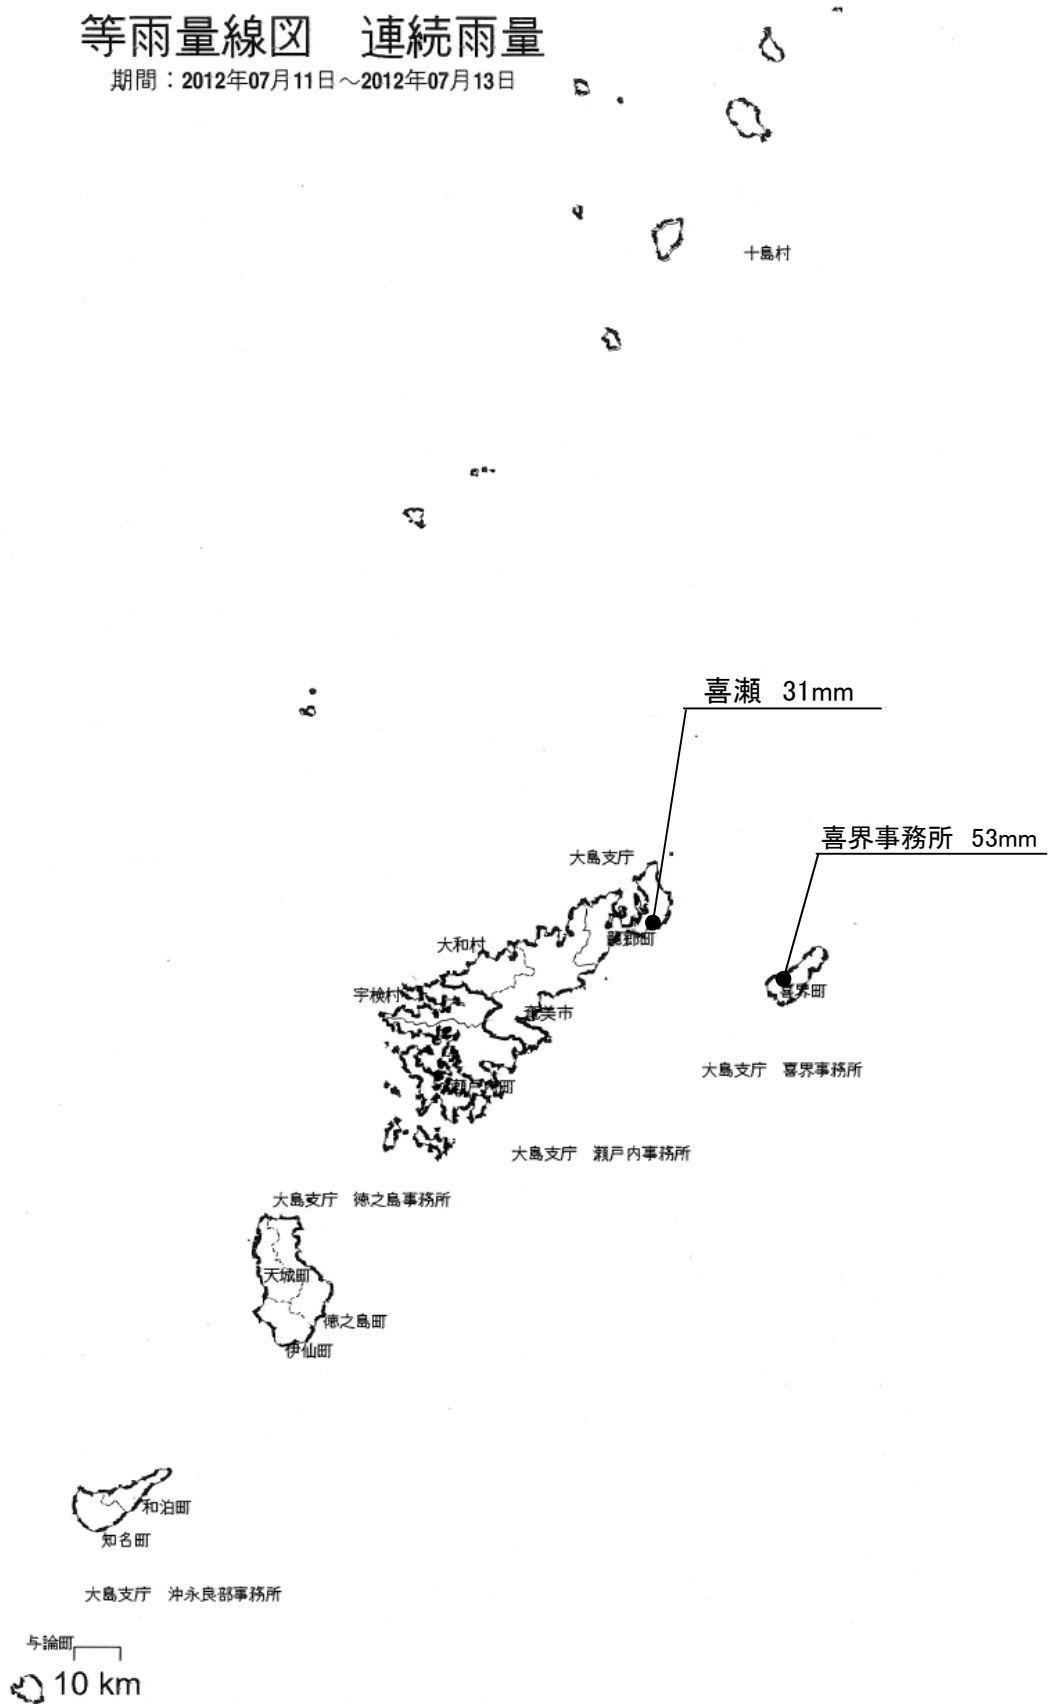 等雨量線図　連続雨量
期間：2012年07月11日～2012年07月13日
十島村
喜瀬　31mm
喜界事務所　53mm
大島支庁
龍郷町
大和村
宇検村
奄美市
喜界町
大島支庁　喜界事務所
瀬戸内町
大島支庁　瀬戸内事務所
大島支庁　徳之島事務所
天城町
徳之島町
伊仙町
和泊町
知名町
大島支庁　沖永良部事務所
与論町
10 km